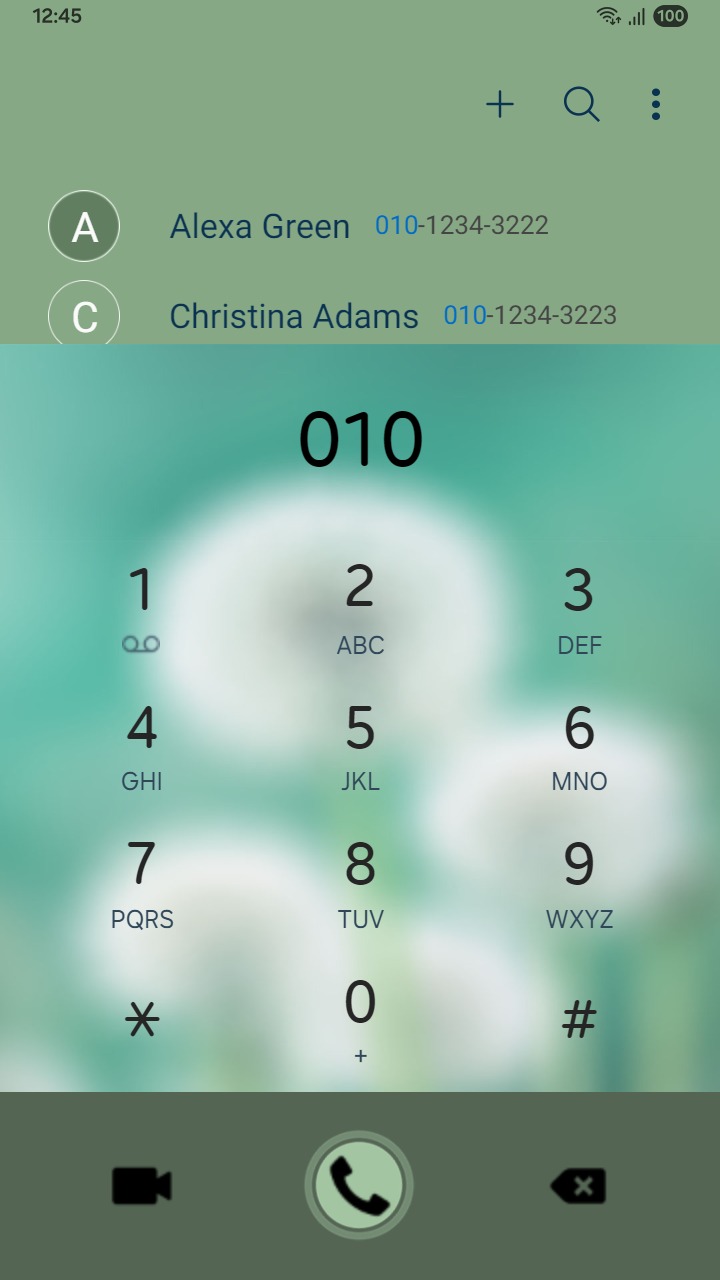 12:45 100
A Alexa Green 010-1234-3222
C Christina Adams 010-1234-3223
010
1 2 3
ABC DEF
4 5 6
GHI JKL MNO
7 8 9
PQRS TUV WXYZ
* 0 #
+